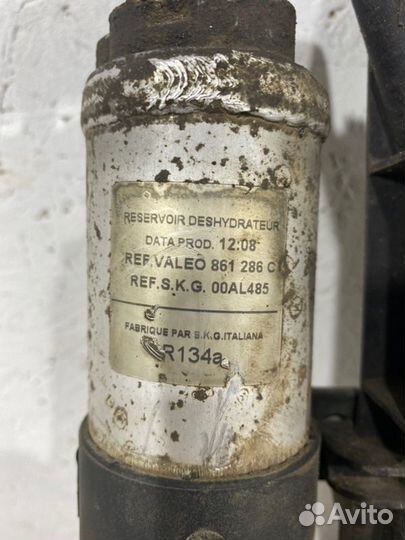 RESERVOIR DESHYDRATEUR
DATA PROD. 12:08
REF.VALEO 861 286 C
REF.S.K.G. 00AL485
FABRIQUE PAR S.K.G.ITALIANA
R134a
Avito